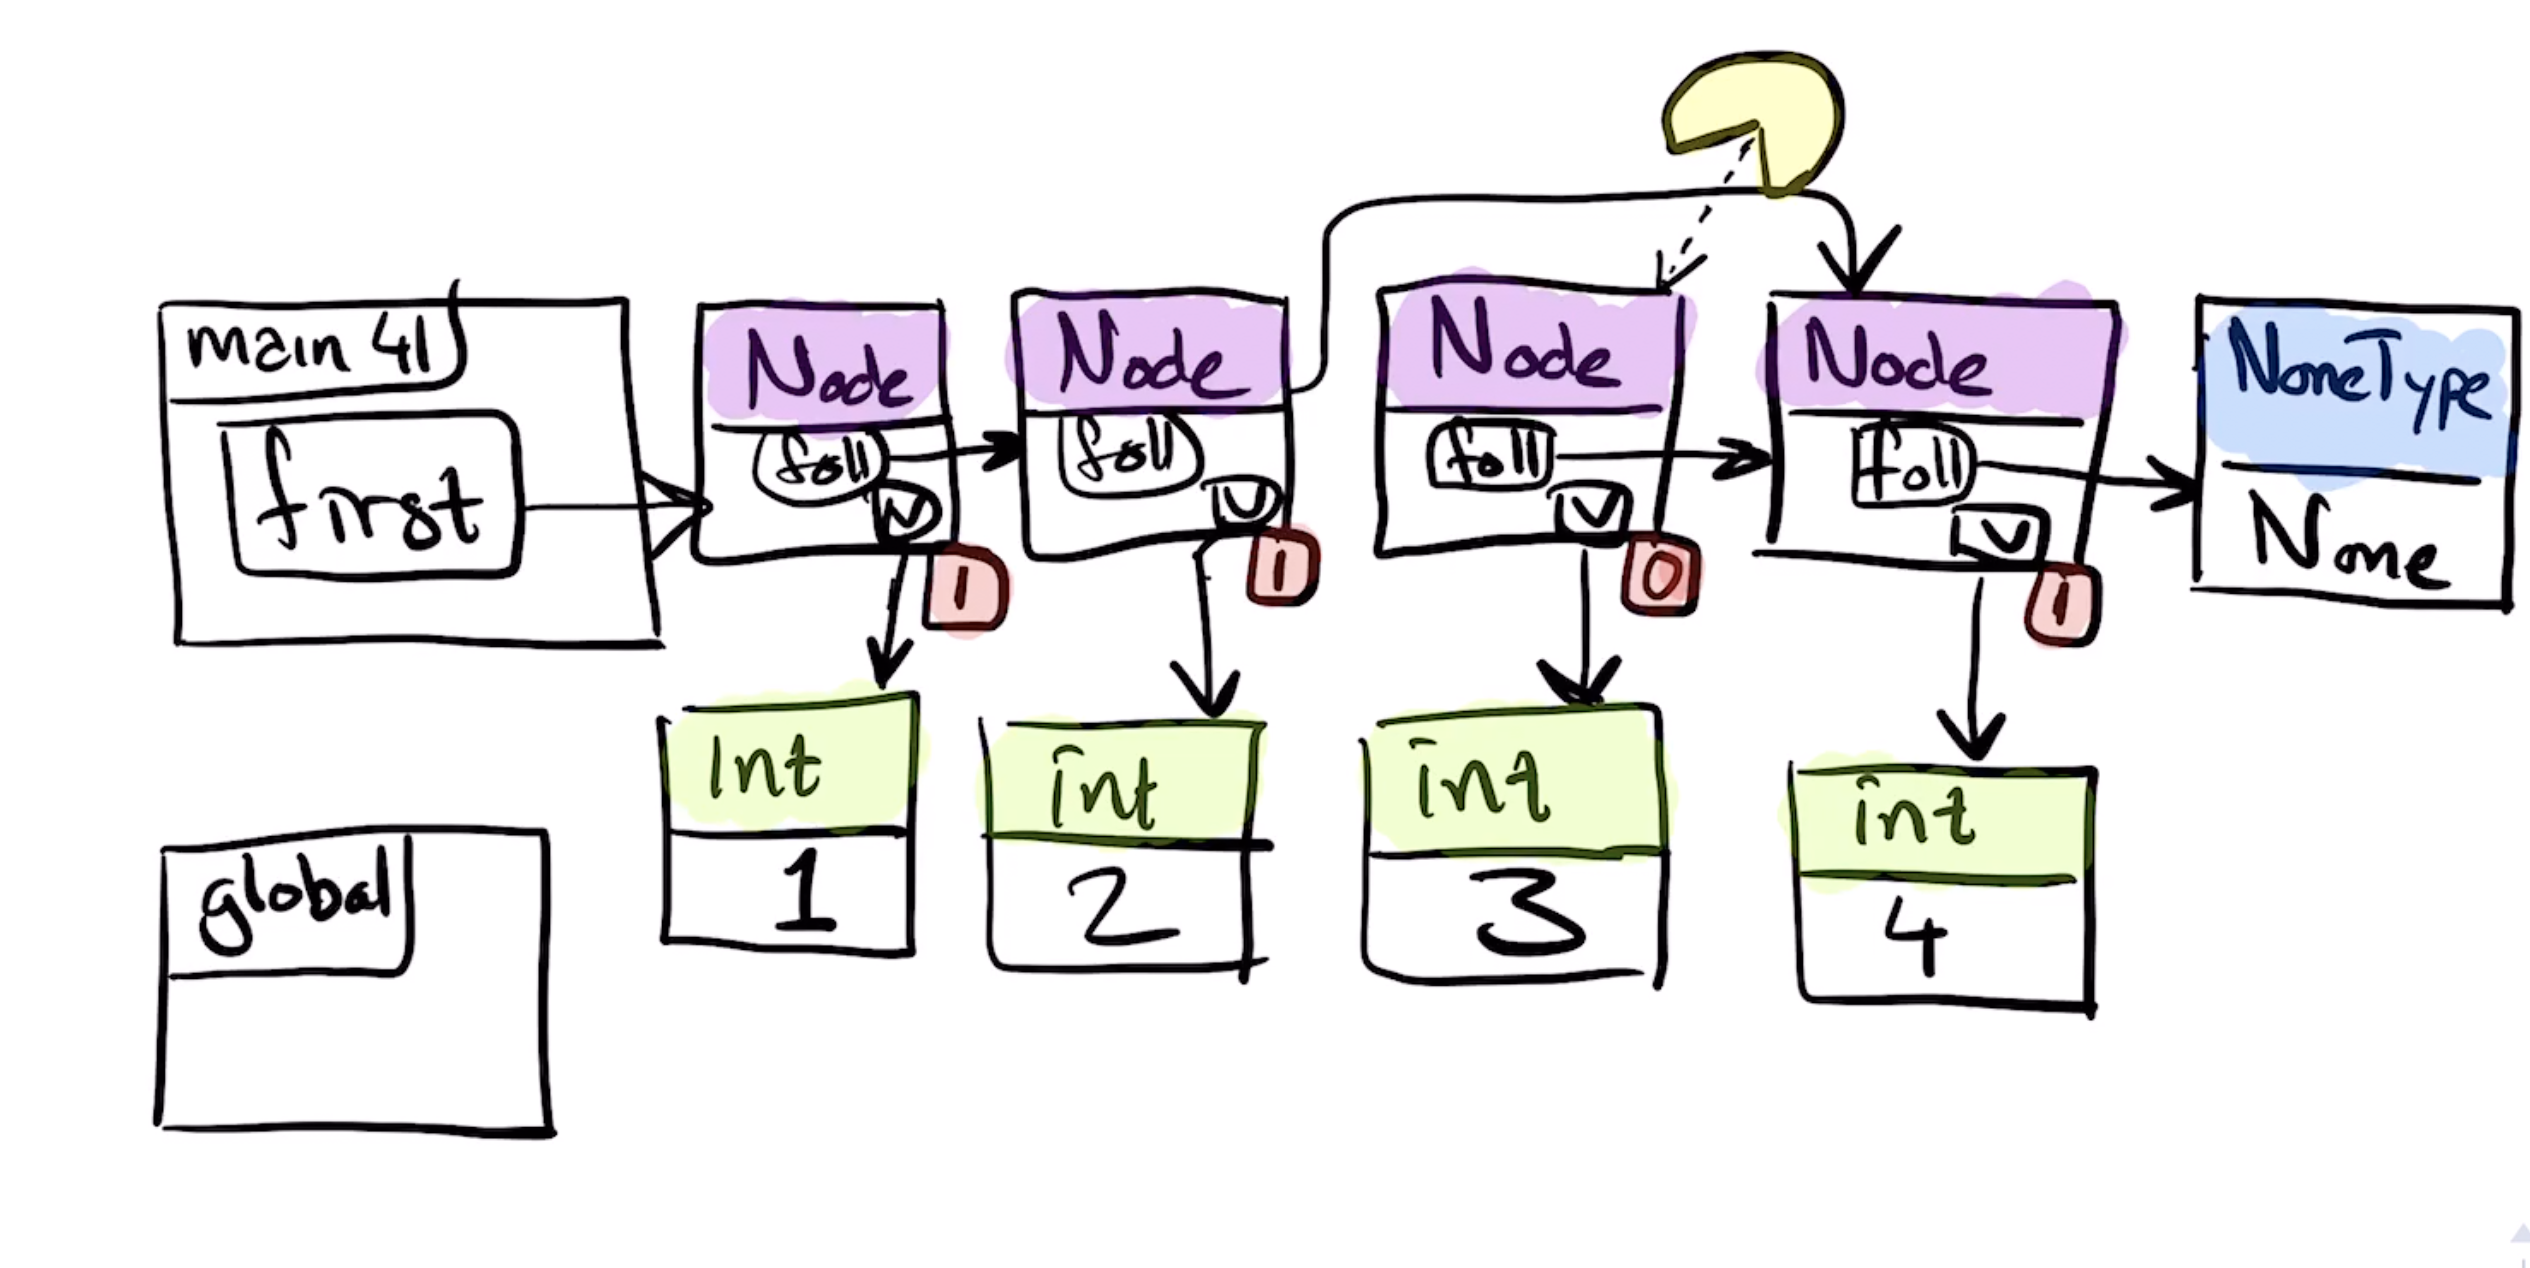 main 41
first
Node
foll
v
1
Node
foll
v
1
Node
foll
v
0
Node
foll
v
1
NoneType
None
Int
1
int
2
int
3
int
4
global